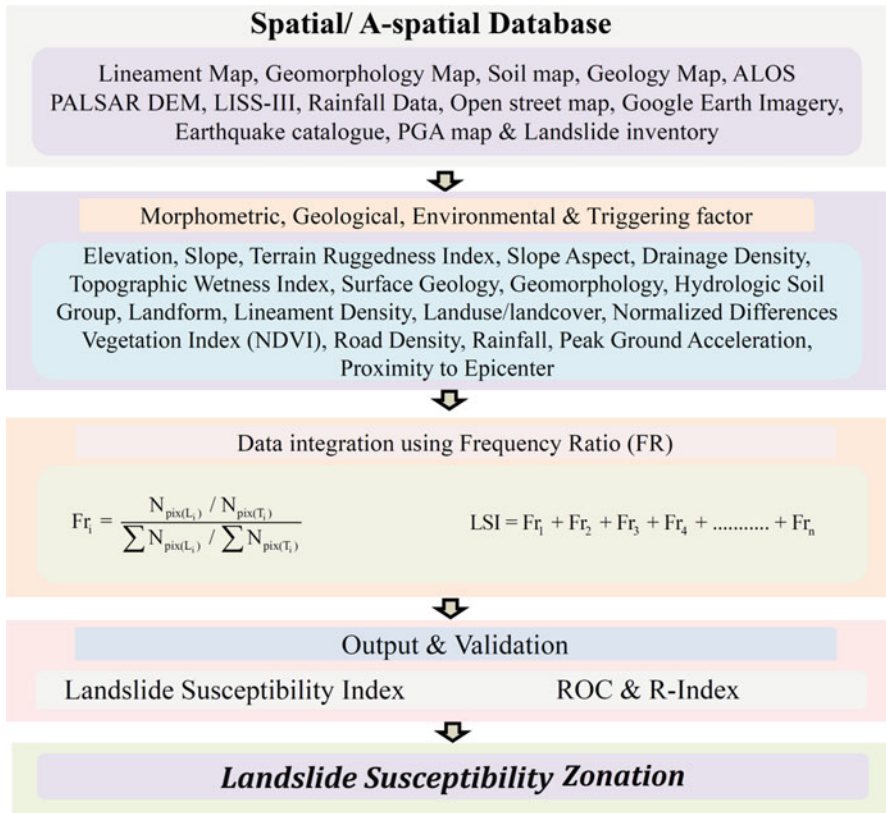 Spatial/ A-spatial Database
Lineament Map, Geomorphology Map, Soil map, Geology Map, ALOS
PALSAR DEM, LISS-III, Rainfall Data, Open street map, Google Earth Imagery,
Earthquake catalogue, PGA map & Landslide inventory
Morphometric, Geological, Environmental & Triggering factor
Elevation, Slope, Terrain Ruggedness Index, Slope Aspect, Drainage Density,
Topographic Wetness Index, Surface Geology, Geomorphology, Hydrologic Soil
Group, Landform, Lineament Density, Landuse/landcover, Normalized Differences
Vegetation Index (NDVI), Road Density, Rainfall, Peak Ground Acceleration,
Proximity to Epicenter
Data integration using Frequency Ratio (FR)
Fr_i = (N_pix(L_i) / N_pix(T_i)) / (∑ N_pix(L_i) / ∑ N_pix(T_i))
LSI = Fr_1 + Fr_2 + Fr_3 + Fr_4 + ........... + Fr_n
Output & Validation
Landslide Susceptibility Index
ROC & R-Index
Landslide Susceptibility Zonation